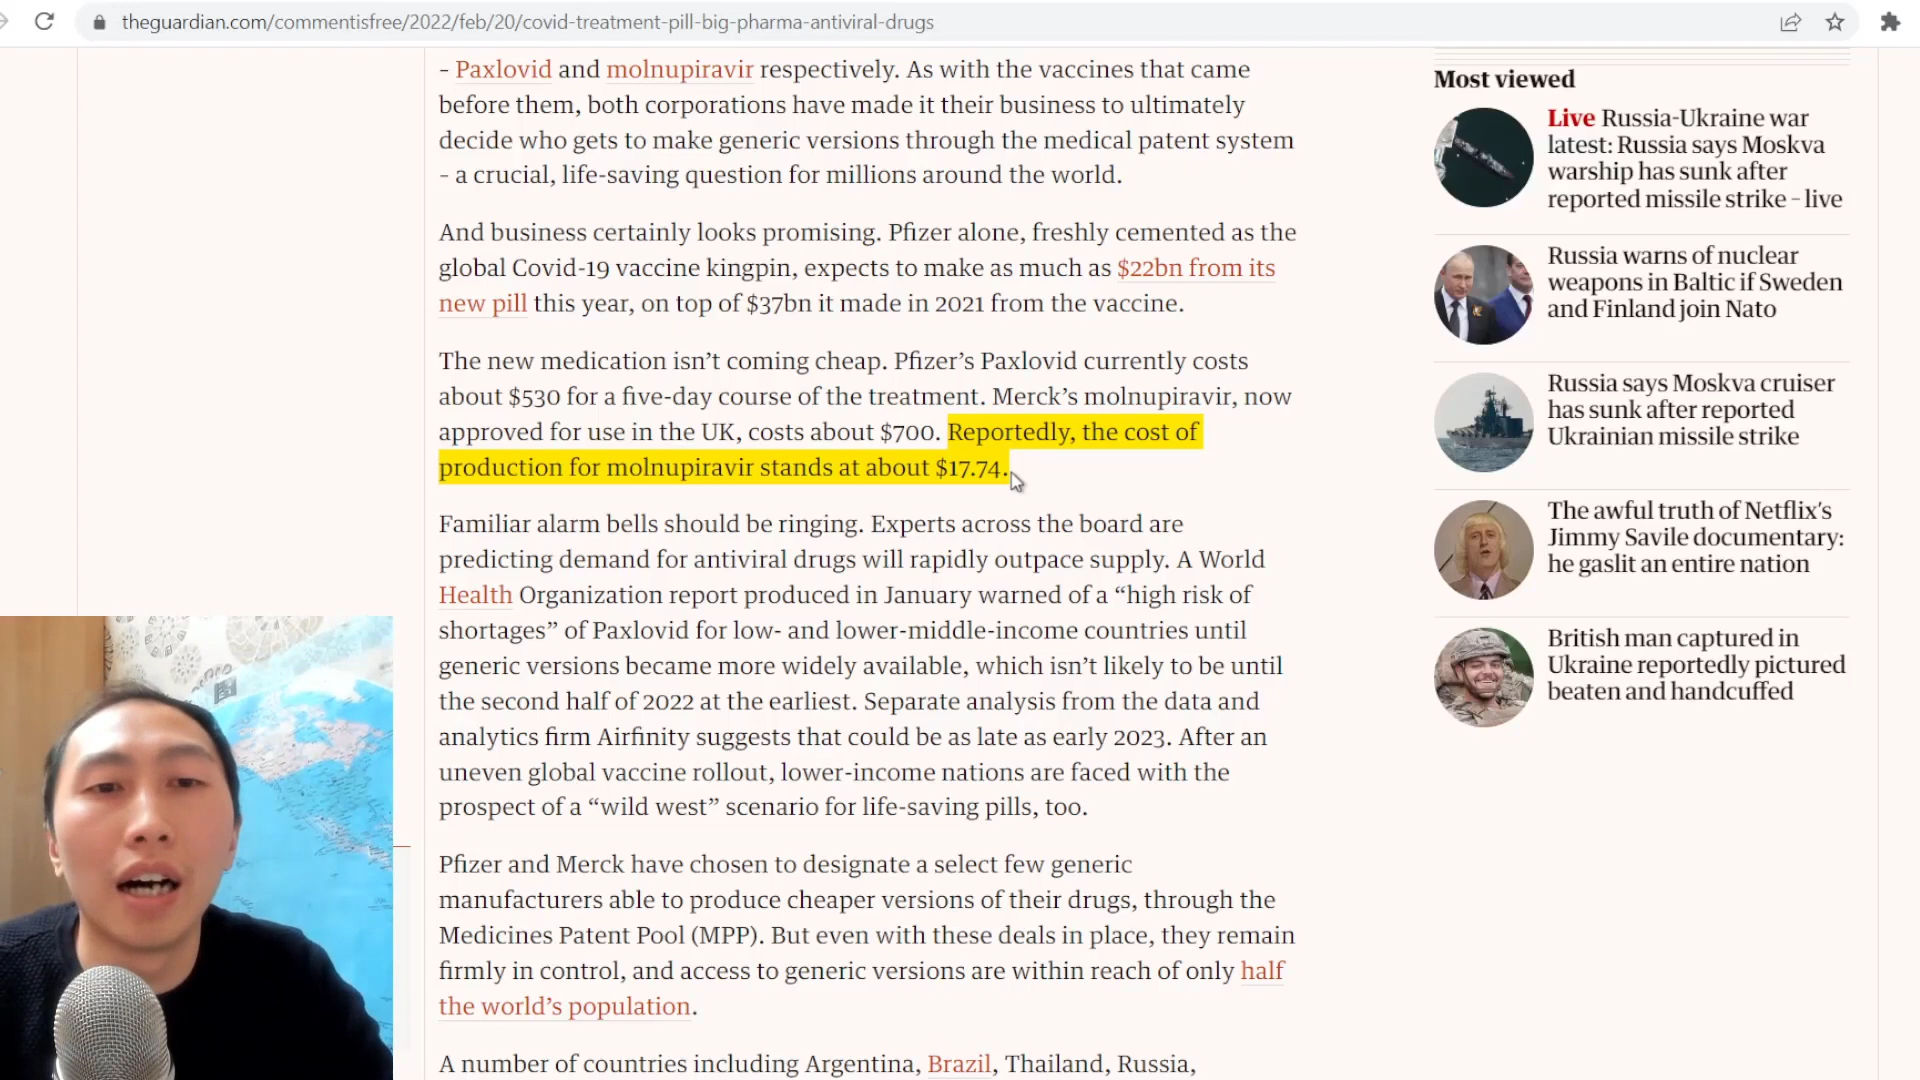 theguardian.com/commentisfree/2022/feb/20/covid-treatment-pill-big-pharma-antiviral-drugs
– Paxlovid and molnupiravir respectively. As with the vaccines that came
before them, both corporations have made it their business to ultimately
decide who gets to make generic versions through the medical patent system
– a crucial, life-saving question for millions around the world.
And business certainly looks promising. Pfizer alone, freshly cemented as the
global Covid-19 vaccine kingpin, expects to make as much as $22bn from its
new pill this year, on top of $37bn it made in 2021 from the vaccine.
The new medication isn’t coming cheap. Pfizer’s Paxlovid currently costs
about $530 for a five-day course of the treatment. Merck’s molnupiravir, now
approved for use in the UK, costs about $700. Reportedly, the cost of
production for molnupiravir stands at about $17.74.
Familiar alarm bells should be ringing. Experts across the board are
predicting demand for antiviral drugs will rapidly outpace supply. A World
Health Organization report produced in January warned of a “high risk of
shortages” of Paxlovid for low- and lower-middle-income countries until
generic versions became more widely available, which isn’t likely to be until
the second half of 2022 at the earliest. Separate analysis from the data and
analytics firm Airfinity suggests that could be as late as early 2023. After an
uneven global vaccine rollout, lower-income nations are faced with the
prospect of a “wild west” scenario for life-saving pills, too.
Pfizer and Merck have chosen to designate a select few generic
manufacturers able to produce cheaper versions of their drugs, through the
Medicines Patent Pool (MPP). But even with these deals in place, they remain
firmly in control, and access to generic versions are within reach of only half
the world’s population.
A number of countries including Argentina, Brazil, Thailand, Russia,
Most viewed
Live Russia-Ukraine war
latest: Russia says Moskva
warship has sunk after
reported missile strike – live
Russia warns of nuclear
weapons in Baltic if Sweden
and Finland join Nato
Russia says Moskva cruiser
has sunk after reported
Ukrainian missile strike
The awful truth of Netflix’s
Jimmy Savile documentary:
he gaslit an entire nation
British man captured in
Ukraine reportedly pictured
beaten and handcuffed